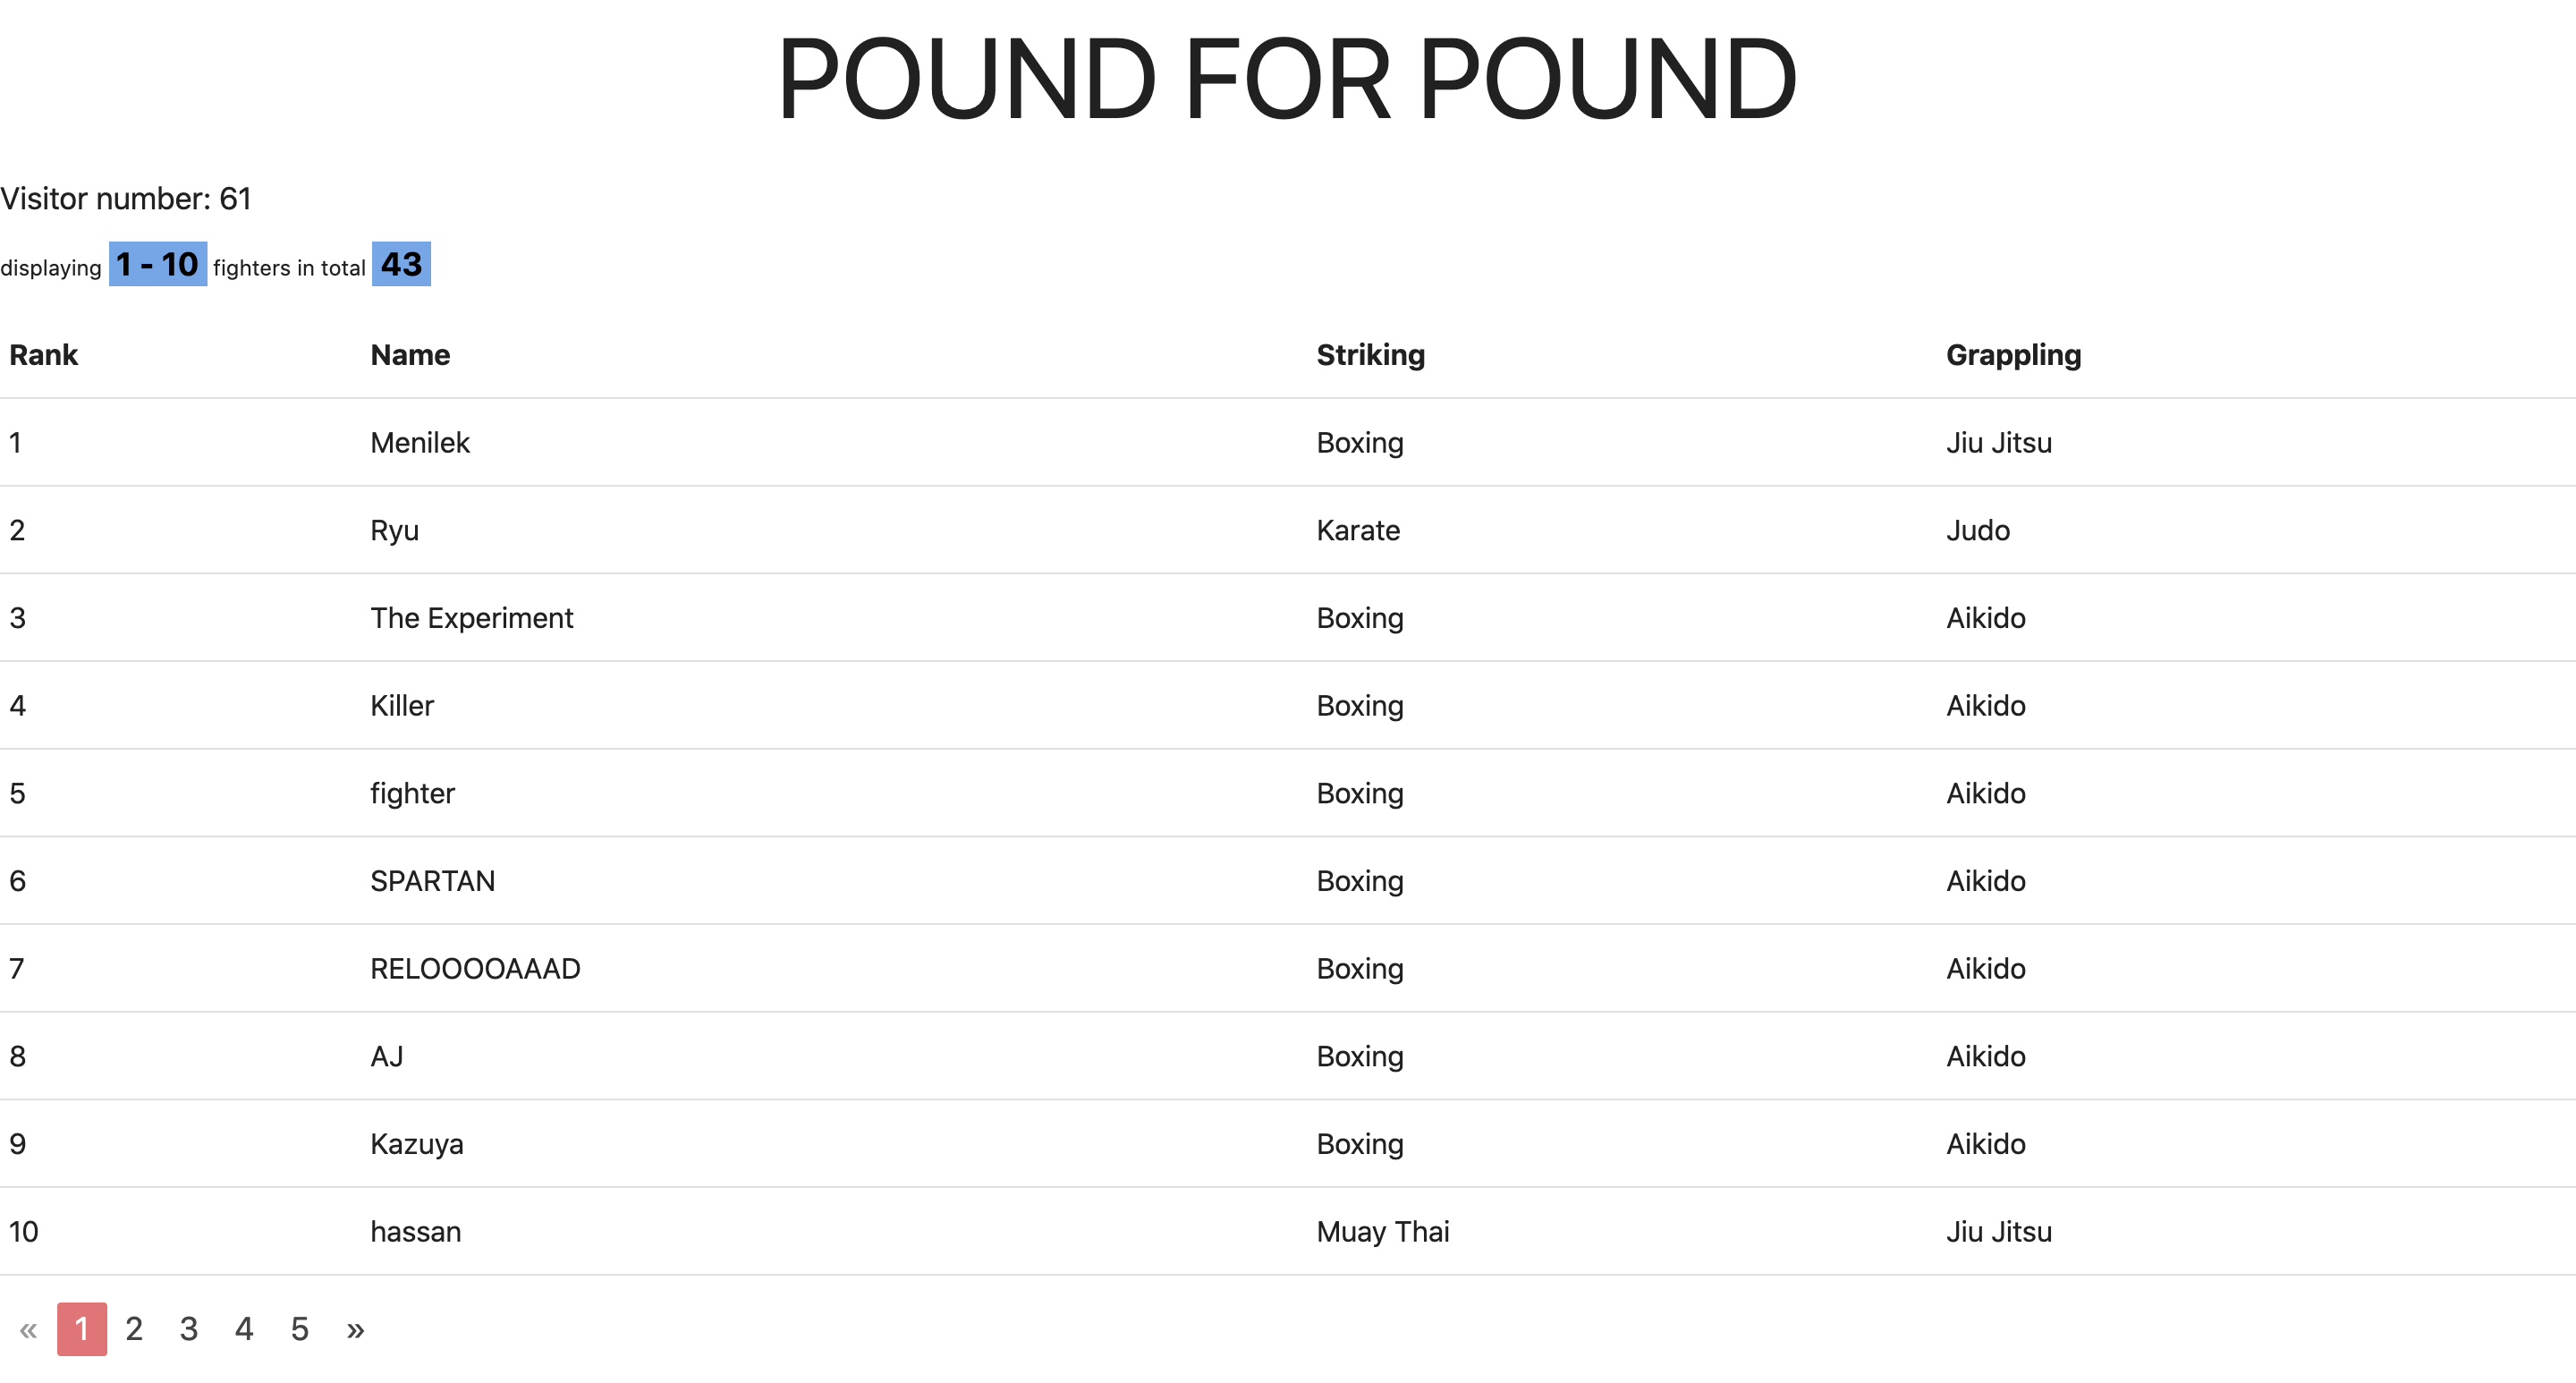 POUND FOR POUND
Visitor number: 61
displaying 1 - 10 fighters in total 43
Rank Name Striking Grappling
1 Menilek Boxing Jiu Jitsu
2 Ryu Karate Judo
3 The Experiment Boxing Aikido
4 Killer Boxing Aikido
5 fighter Boxing Aikido
6 SPARTAN Boxing Aikido
7 RELOOOOAAAD Boxing Aikido
8 AJ Boxing Aikido
9 Kazuya Boxing Aikido
10 hassan Muay Thai Jiu Jitsu
« 1 2 3 4 5 »